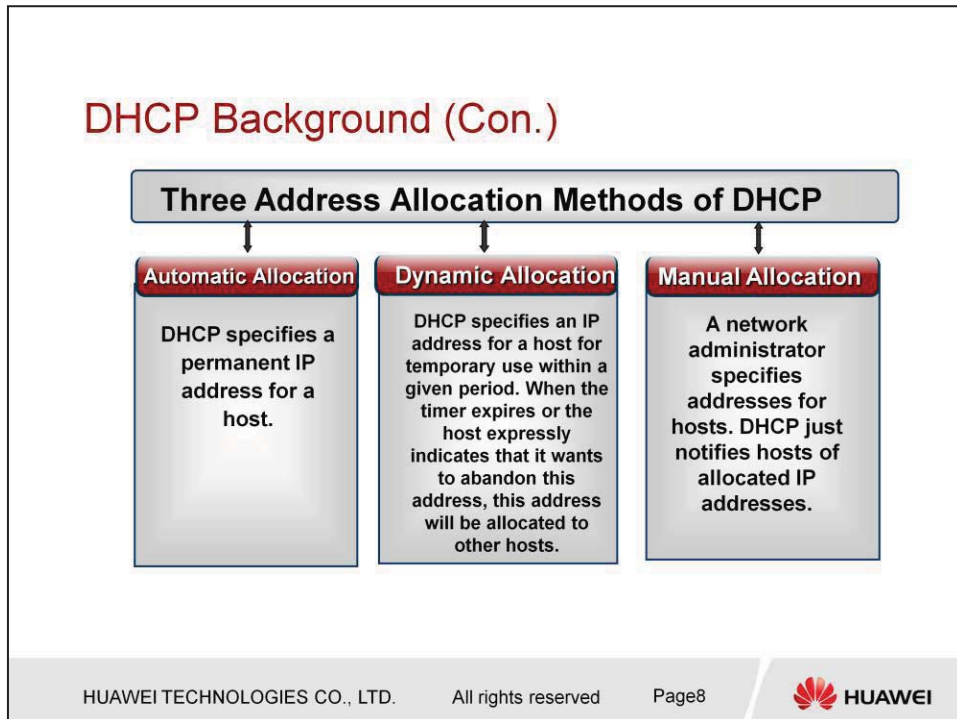 DHCP Background (Con.)
Three Address Allocation Methods of DHCP
Automatic Allocation
DHCP specifies a
permanent IP
address for a
host.
Dynamic Allocation
DHCP specifies an IP
address for a host for
temporary use within a
given period. When the
timer expires or the
host expressly
indicates that it wants
to abandon this
address, this address
will be allocated to
other hosts.
Manual Allocation
A network
administrator
specifies
addresses for
hosts. DHCP just
notifies hosts of
allocated IP
addresses.
HUAWEI TECHNOLOGIES CO., LTD. All rights reserved Page8 HUAWEI